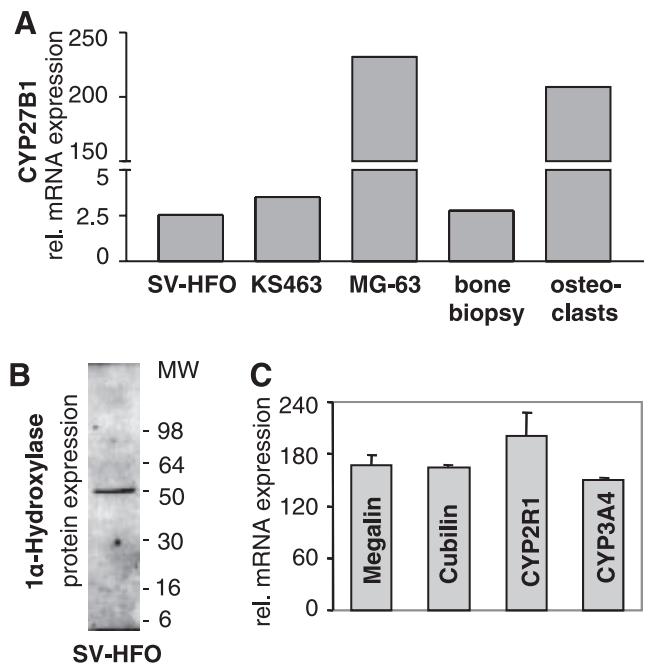 A
CYP27B1
rel. mRNA expression
250
200
150
5
2.5
0
SV-HFO KS463 MG-63 bone biopsy osteo-clasts
B
1α-Hydroxylase
protein expression
MW
98
64
50
30
16
6
SV-HFO
C
rel. mRNA expression
240
180
120
60
0
Megalin
Cubilin
CYP2R1
CYP3A4